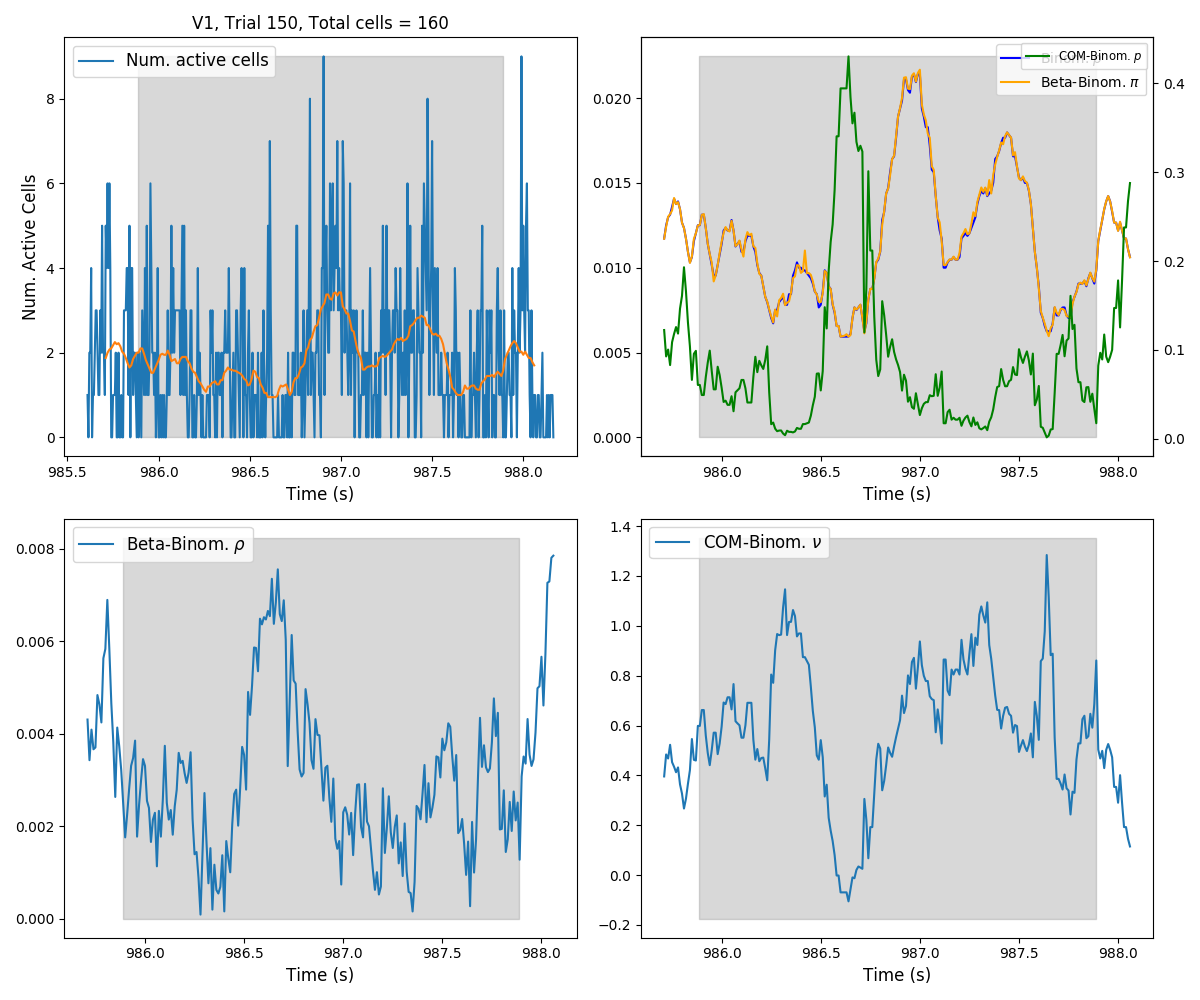 V1, Trial 150, Total cells = 160
Num. active cells
Num. Active Cells
8
6
4
2
0
985.5 986.0 986.5 987.0 987.5 988.0
Time (s)
COM-Binom. p
Beta-Binom. π
0.020
0.015
0.010
0.005
0.000
0.4
0.3
0.2
0.1
0.0
986.0 986.5 987.0 987.5 988.0
Time (s)
Beta-Binom. ρ
0.008
0.006
0.004
0.002
0.000
986.0 986.5 987.0 987.5 988.0
Time (s)
COM-Binom. ν
1.4
1.2
1.0
0.8
0.6
0.4
0.2
0.0
−0.2
986.0 986.5 987.0 987.5 988.0
Time (s)